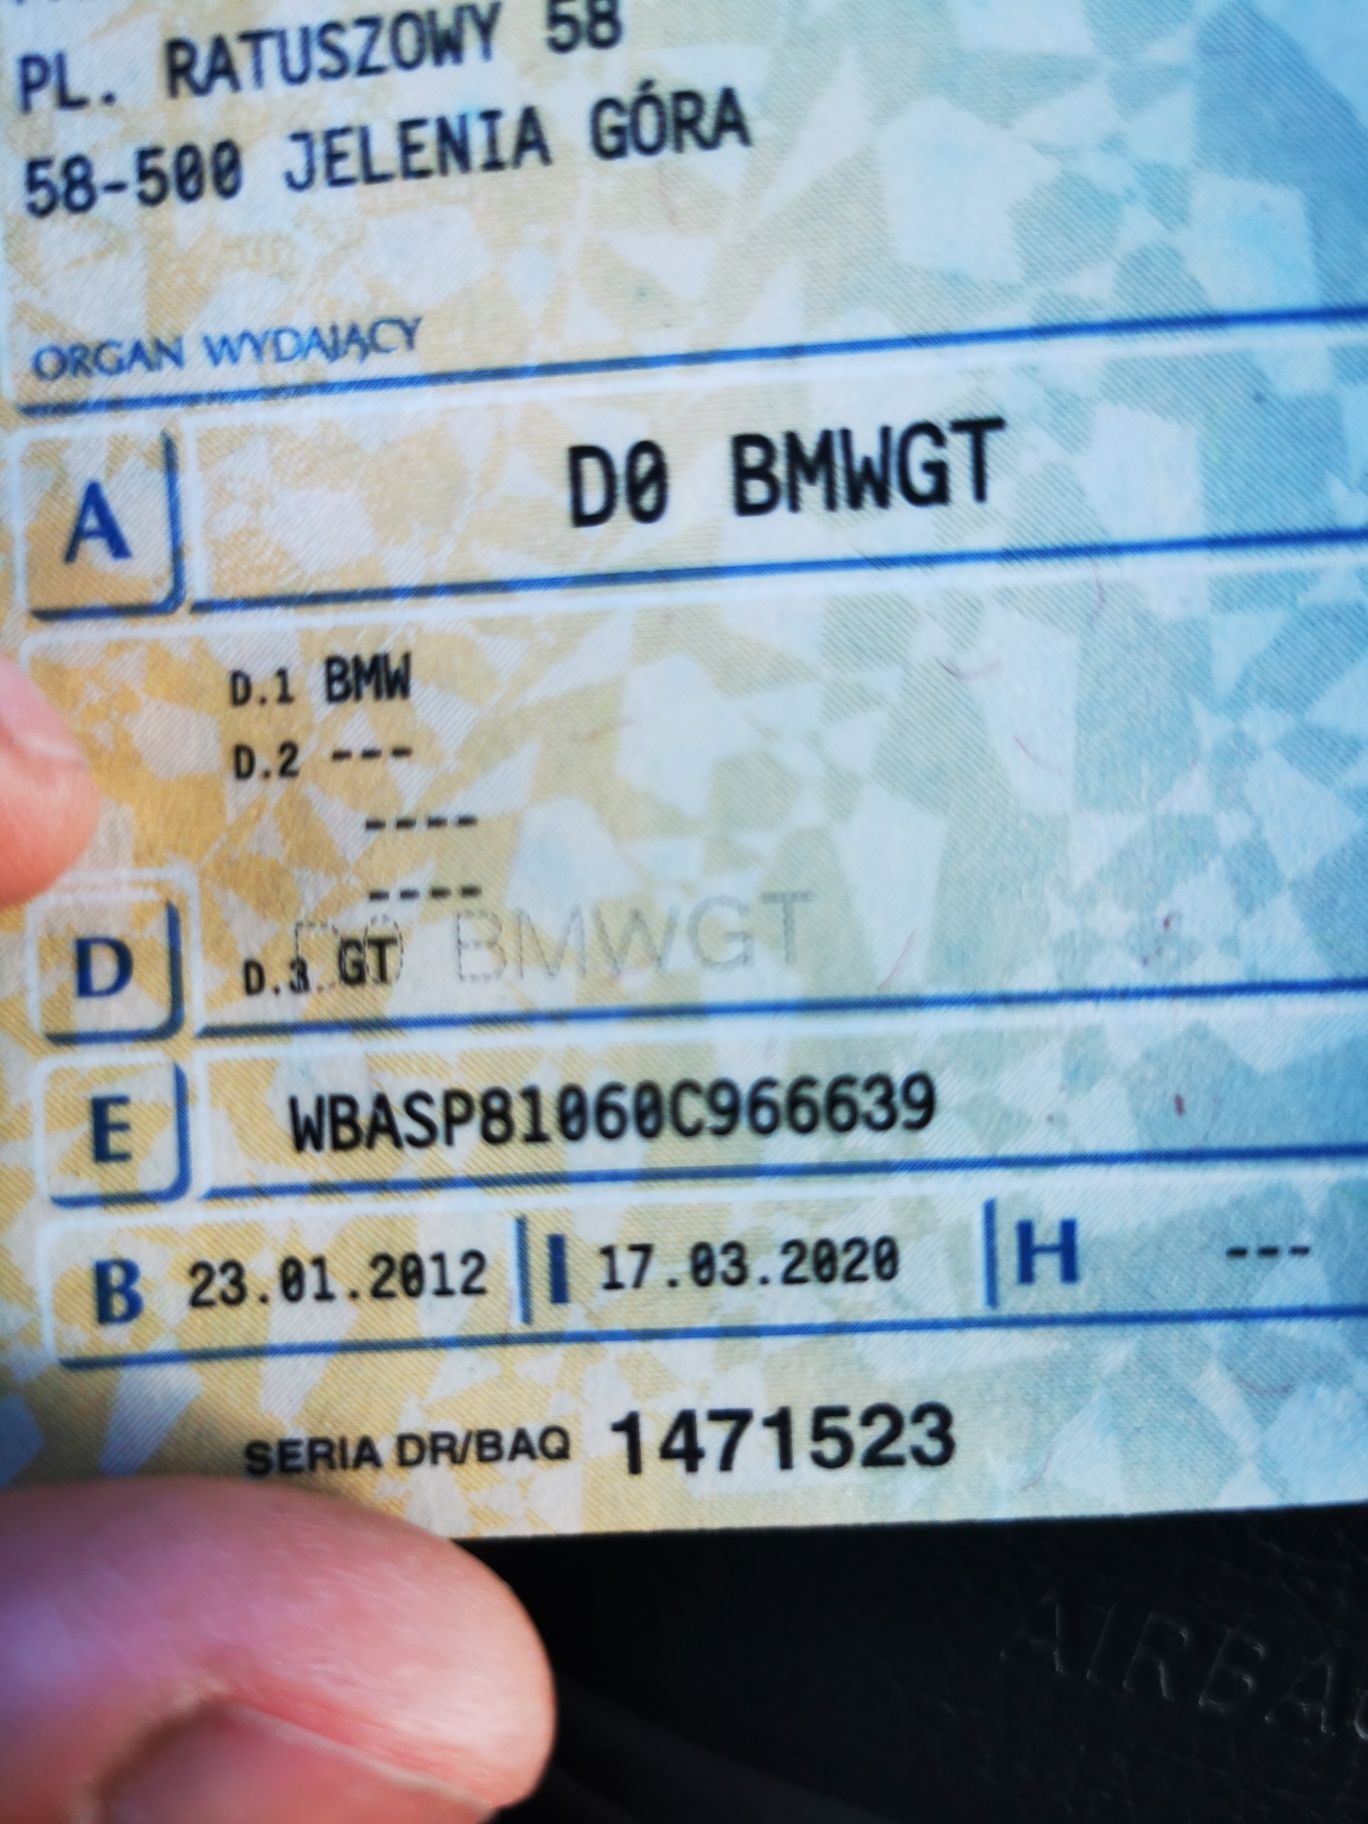 PL. RATUSZOWY 58
58-500 JELENIA GÓRA
ORGAN WYDAJĄCY
A D0 BMWGT
D.1 BMW
D.2 ---
----
----
D0 BMWGT
D D.3 GT
E WBASP81060C966639
B 23.01.2012 I 17.03.2020 H ---
SERIA DR/BAQ 1471523
AIRBA